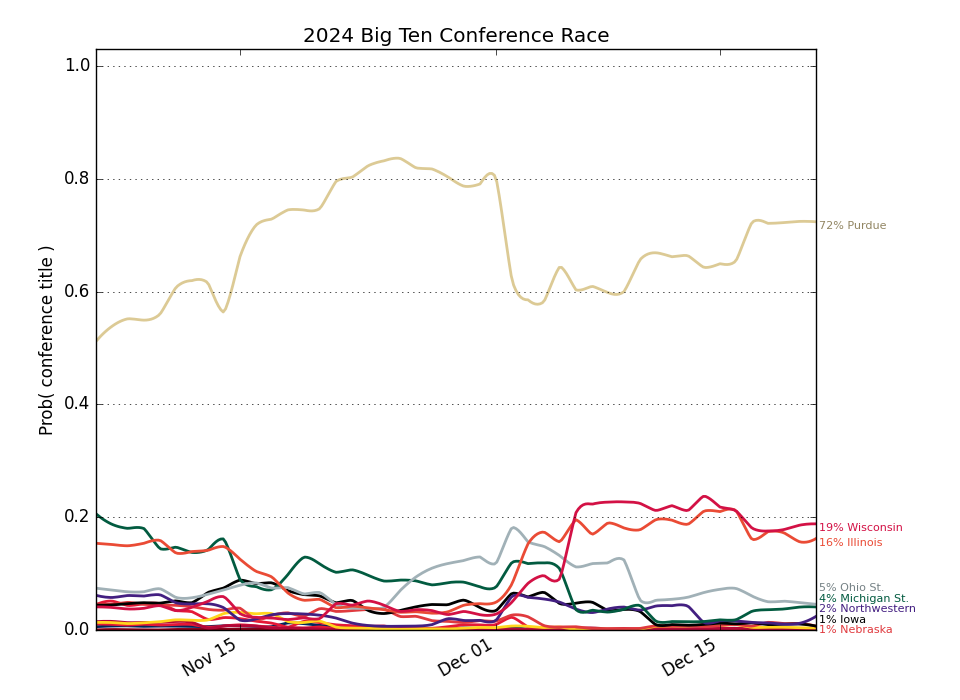 2024 Big Ten Conference Race
Prob( conference title )
1.0
0.8
0.6
0.4
0.2
0.0
Nov 15
Dec 01
Dec 15
72% Purdue
19% Wisconsin
16% Illinois
5% Ohio St.
4% Michigan St.
2% Northwestern
1% Iowa
1% Nebraska